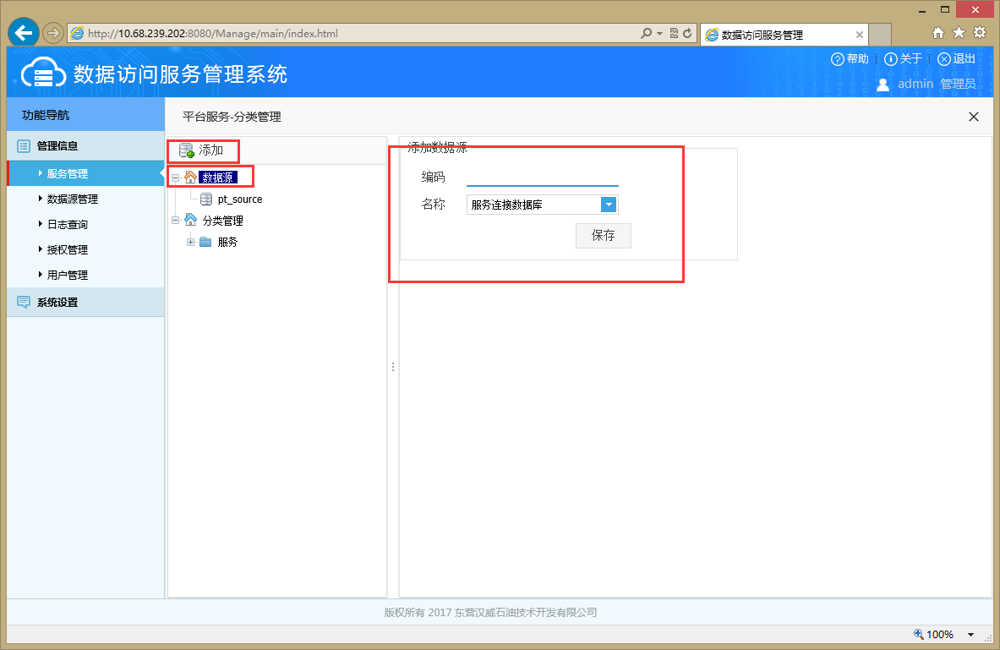 http://10.68.239.202:8080/Manage/main/index.html
数据访问服务管理
数据访问服务管理系统
帮助 关于 退出
admin 管理员
功能导航
平台服务-分类管理
管理信息
服务管理
数据源管理
日志查询
授权管理
用户管理
系统设置
添加
数据源
pt_source
分类管理
服务
添加数据源
编码
名称 服务连接数据库
保存
版权所有 2017 东营汉威石油技术开发有限公司
100%